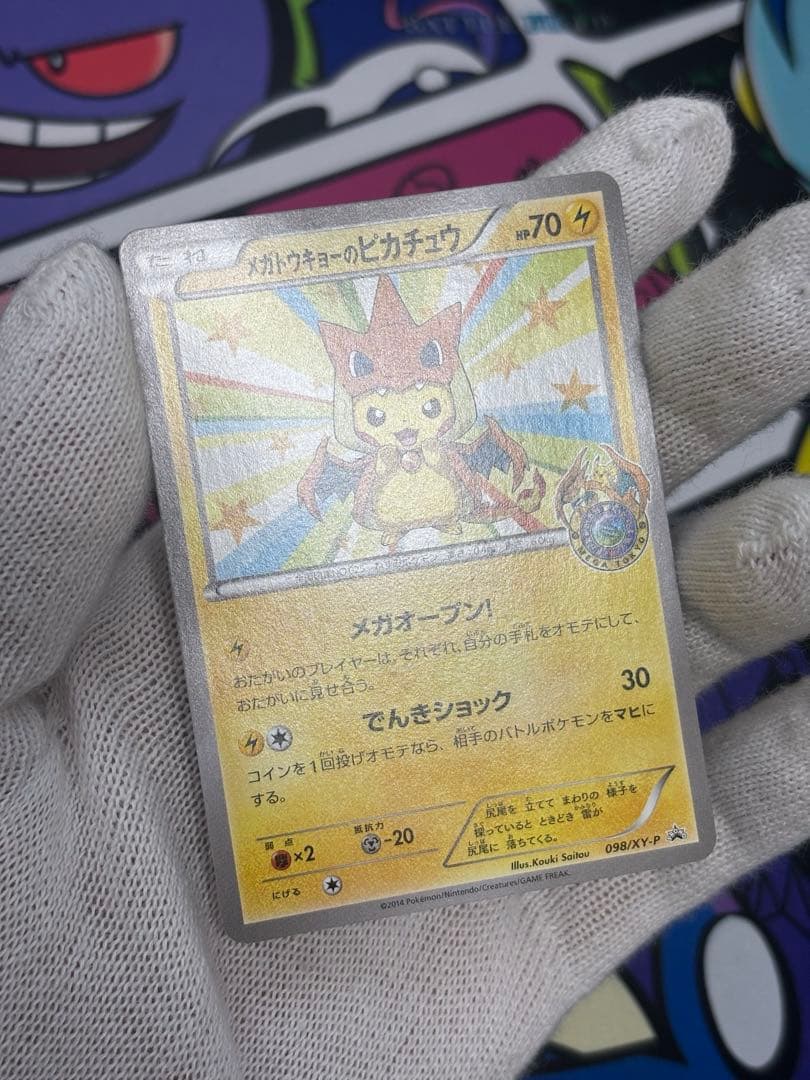 たね
メガトウキョーのピカチュウ
HP70
MEGA TOKYO
メガオープン!
おたがいのプレイヤーは、それぞれ、自分の手札をオモテにして、
おたがいに見せ合う。
でんきショック 30
コインを1回投げオモテなら、相手のバトルポケモンをマヒに
する。
弱点
×2
抵抗力
-20
にげる
尻尾を 立てて まわりの 様子を
探っていると ときどき 雷が
尻尾に 落ちてくる。
Illus.Kouki Saitou
098/XY-P
©2014 Pokémon/Nintendo/Creatures/GAME FREAK.